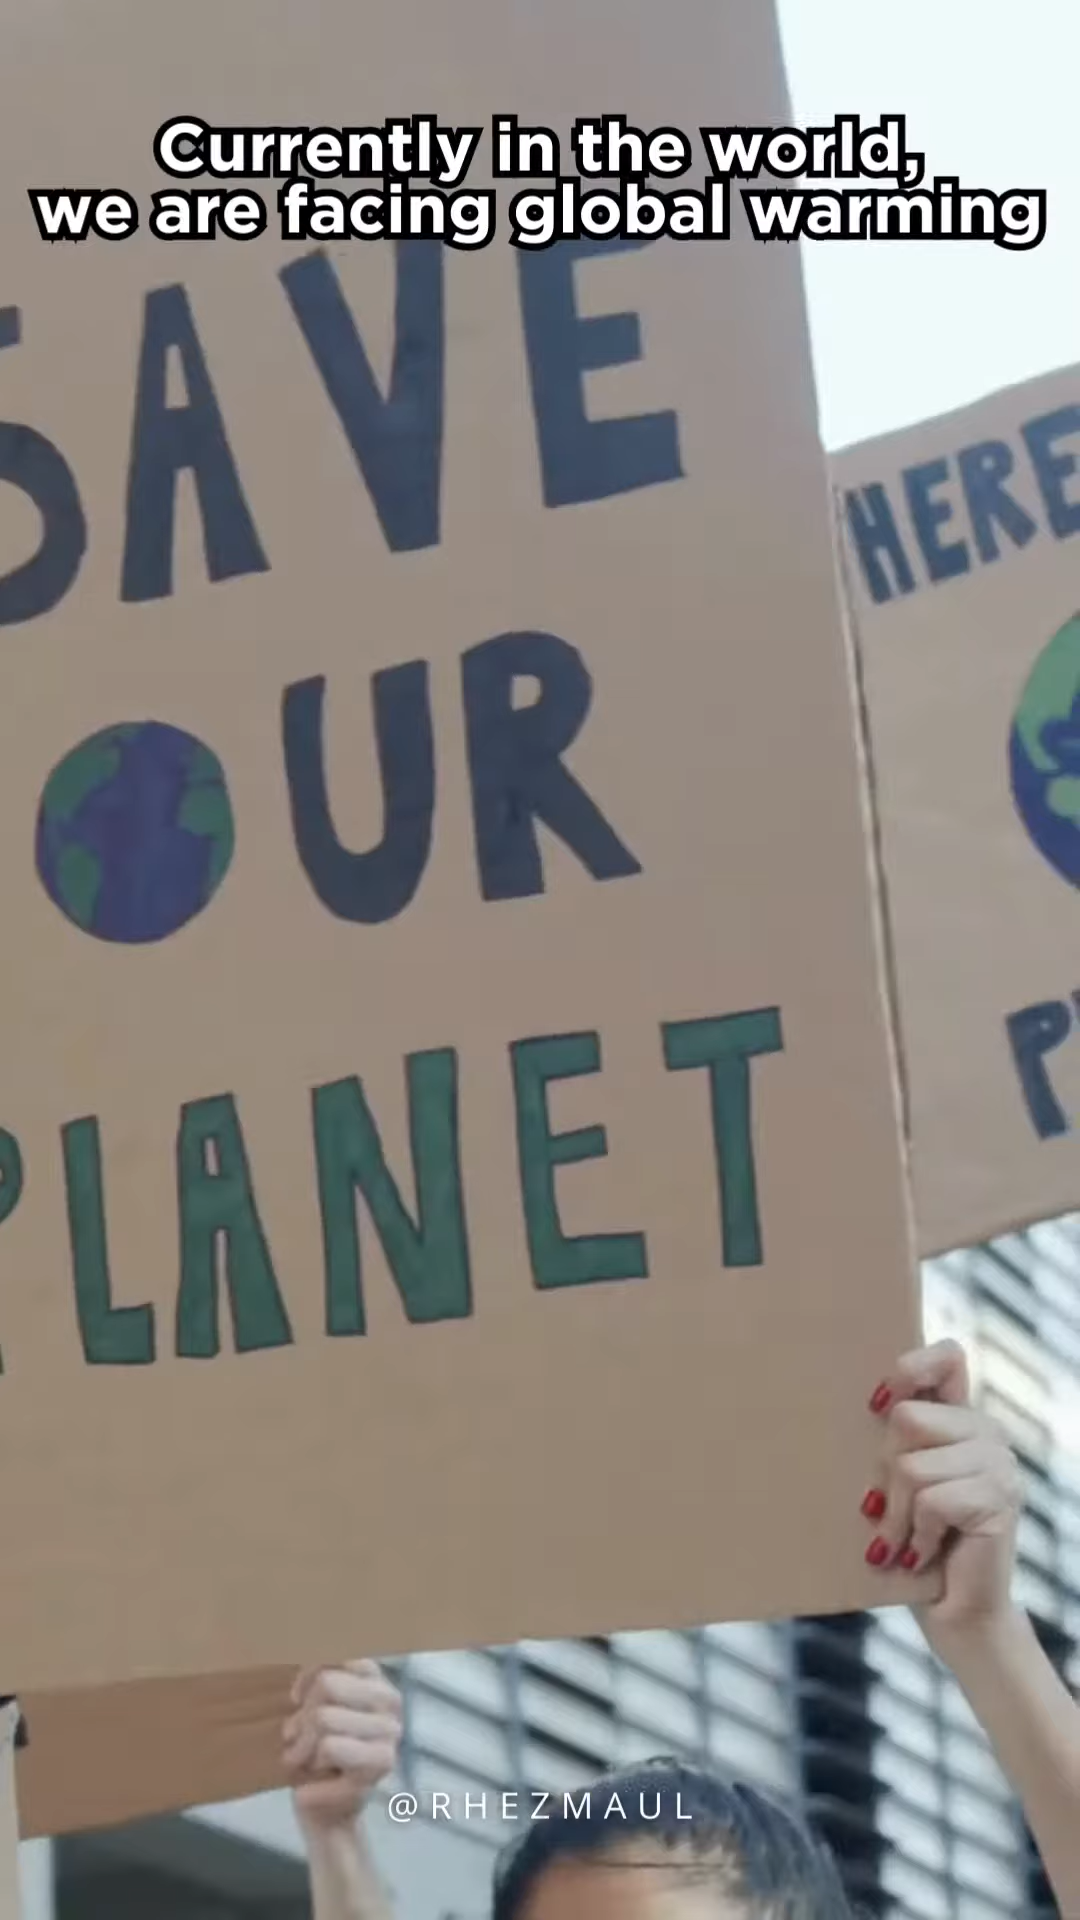 Currently in the world,
we are facing global warming
SAVE
OUR
PLANET
HERE
@RHEZMAUL